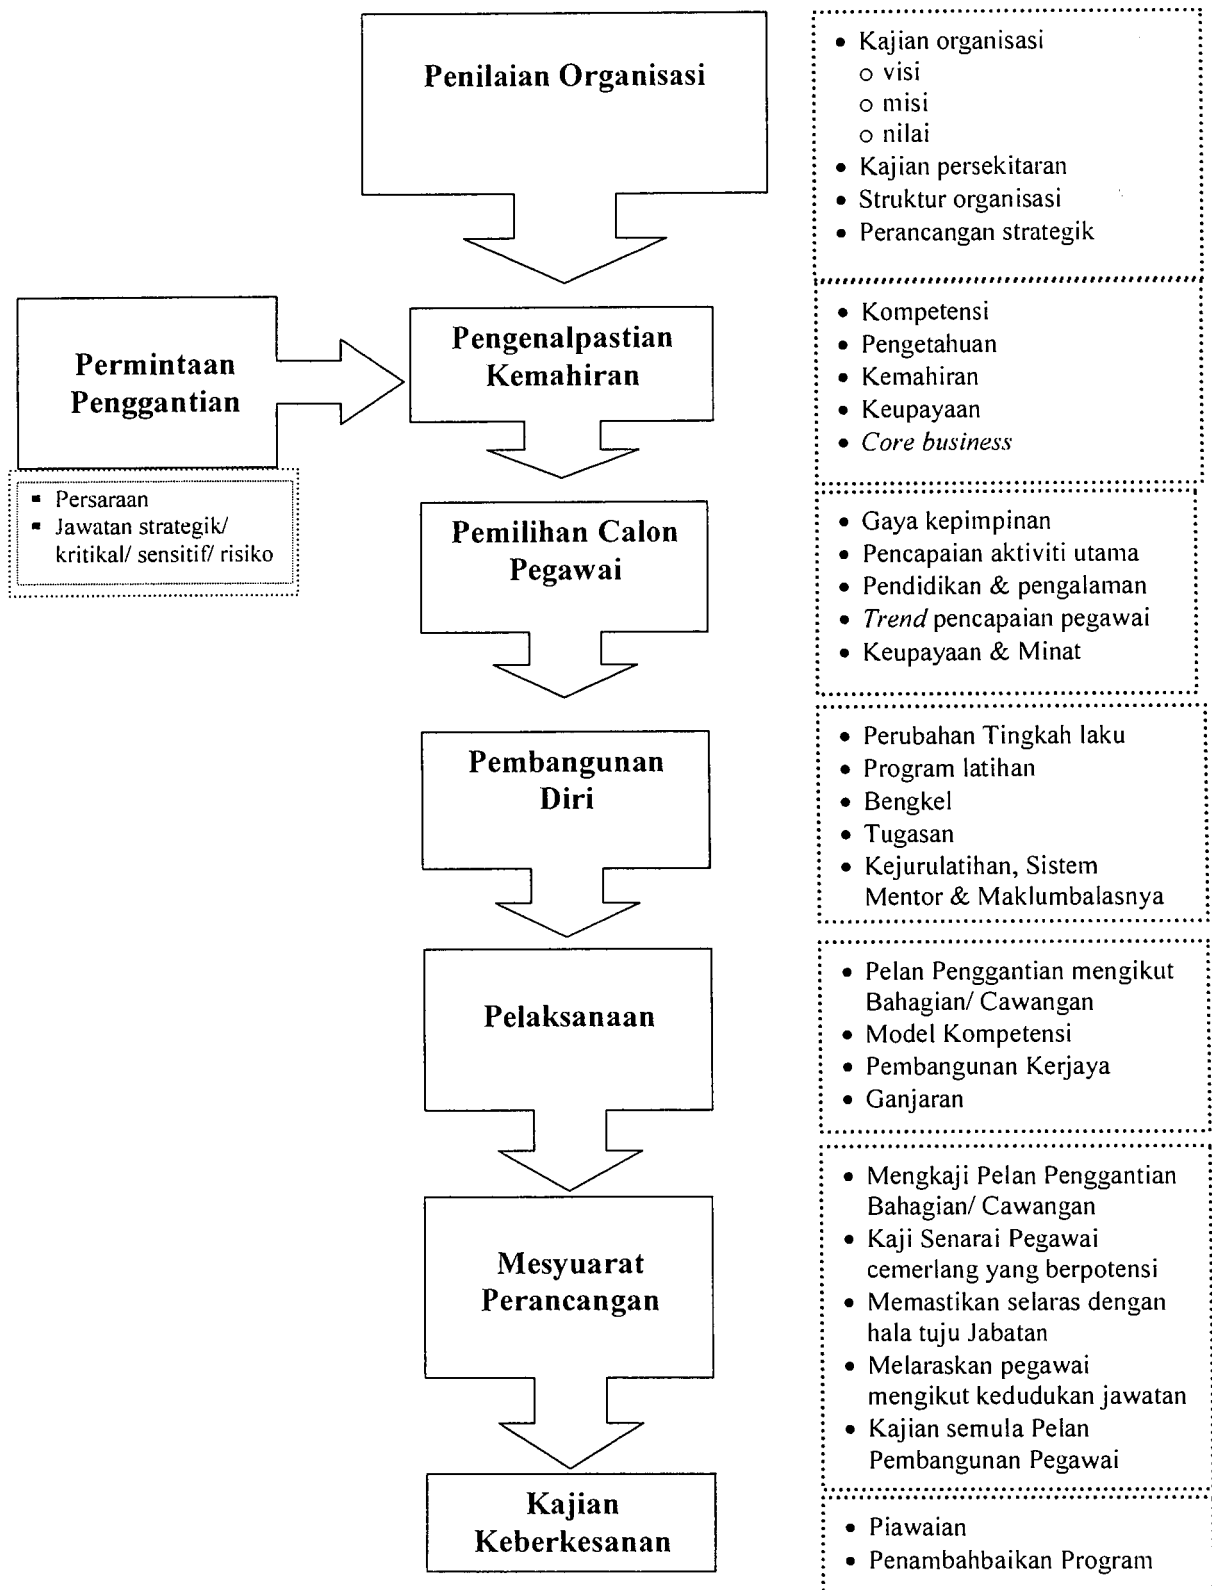 Penilaian Organisasi
• Kajian organisasi
o visi
o misi
o nilai
• Kajian persekitaran
• Struktur organisasi
• Perancangan strategik
Permintaan
Penggantian
▪ Persaraan
▪ Jawatan strategik/
kritikal/ sensitif/ risiko
Pengenalpastian
Kemahiran
• Kompetensi
• Pengetahuan
• Kemahiran
• Keupayaan
• Core business
Pemilihan Calon
Pegawai
• Gaya kepimpinan
• Pencapaian aktiviti utama
• Pendidikan & pengalaman
• Trend pencapaian pegawai
• Keupayaan & Minat
Pembangunan
Diri
• Perubahan Tingkah laku
• Program latihan
• Bengkel
• Tugasan
• Kejurulatihan, Sistem
Mentor & Maklumbalasnya
Pelaksanaan
• Pelan Penggantian mengikut
Bahagian/ Cawangan
• Model Kompetensi
• Pembangunan Kerjaya
• Ganjaran
Mesyuarat
Perancangan
• Mengkaji Pelan Penggantian
Bahagian/ Cawangan
• Kaji Senarai Pegawai
cemerlang yang berpotensi
• Memastikan selaras dengan
hala tuju Jabatan
• Melaraskan pegawai
mengikut kedudukan jawatan
• Kajian semula Pelan
Pembangunan Pegawai
Kajian
Keberkesanan
• Piawaian
• Penambahbaikan Program